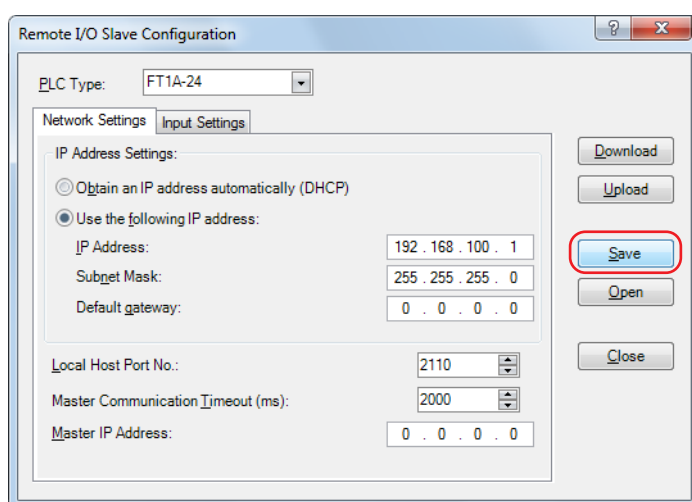 Remote I/O Slave Configuration
PLC Type: FT1A-24
Network Settings Input Settings
IP Address Settings:
Obtain an IP address automatically (DHCP)
Use the following IP address:
IP Address: 192 . 168 . 100 . 1
Subnet Mask: 255 . 255 . 255 . 0
Default gateway: 0 . 0 . 0 . 0
Local Host Port No.: 2110
Master Communication Timeout (ms): 2000
Master IP Address: 0 . 0 . 0 . 0
Download
Upload
Save
Open
Close